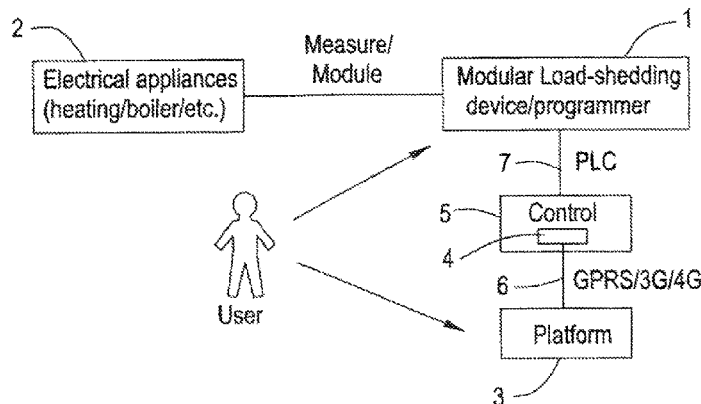 2
1
Measure/
Module
Electrical appliances
(heating/boiler/etc.)
Modular Load-shedding
device/programmer
7
PLC
5
Control
4
6
GPRS/3G/4G
User
Platform
3